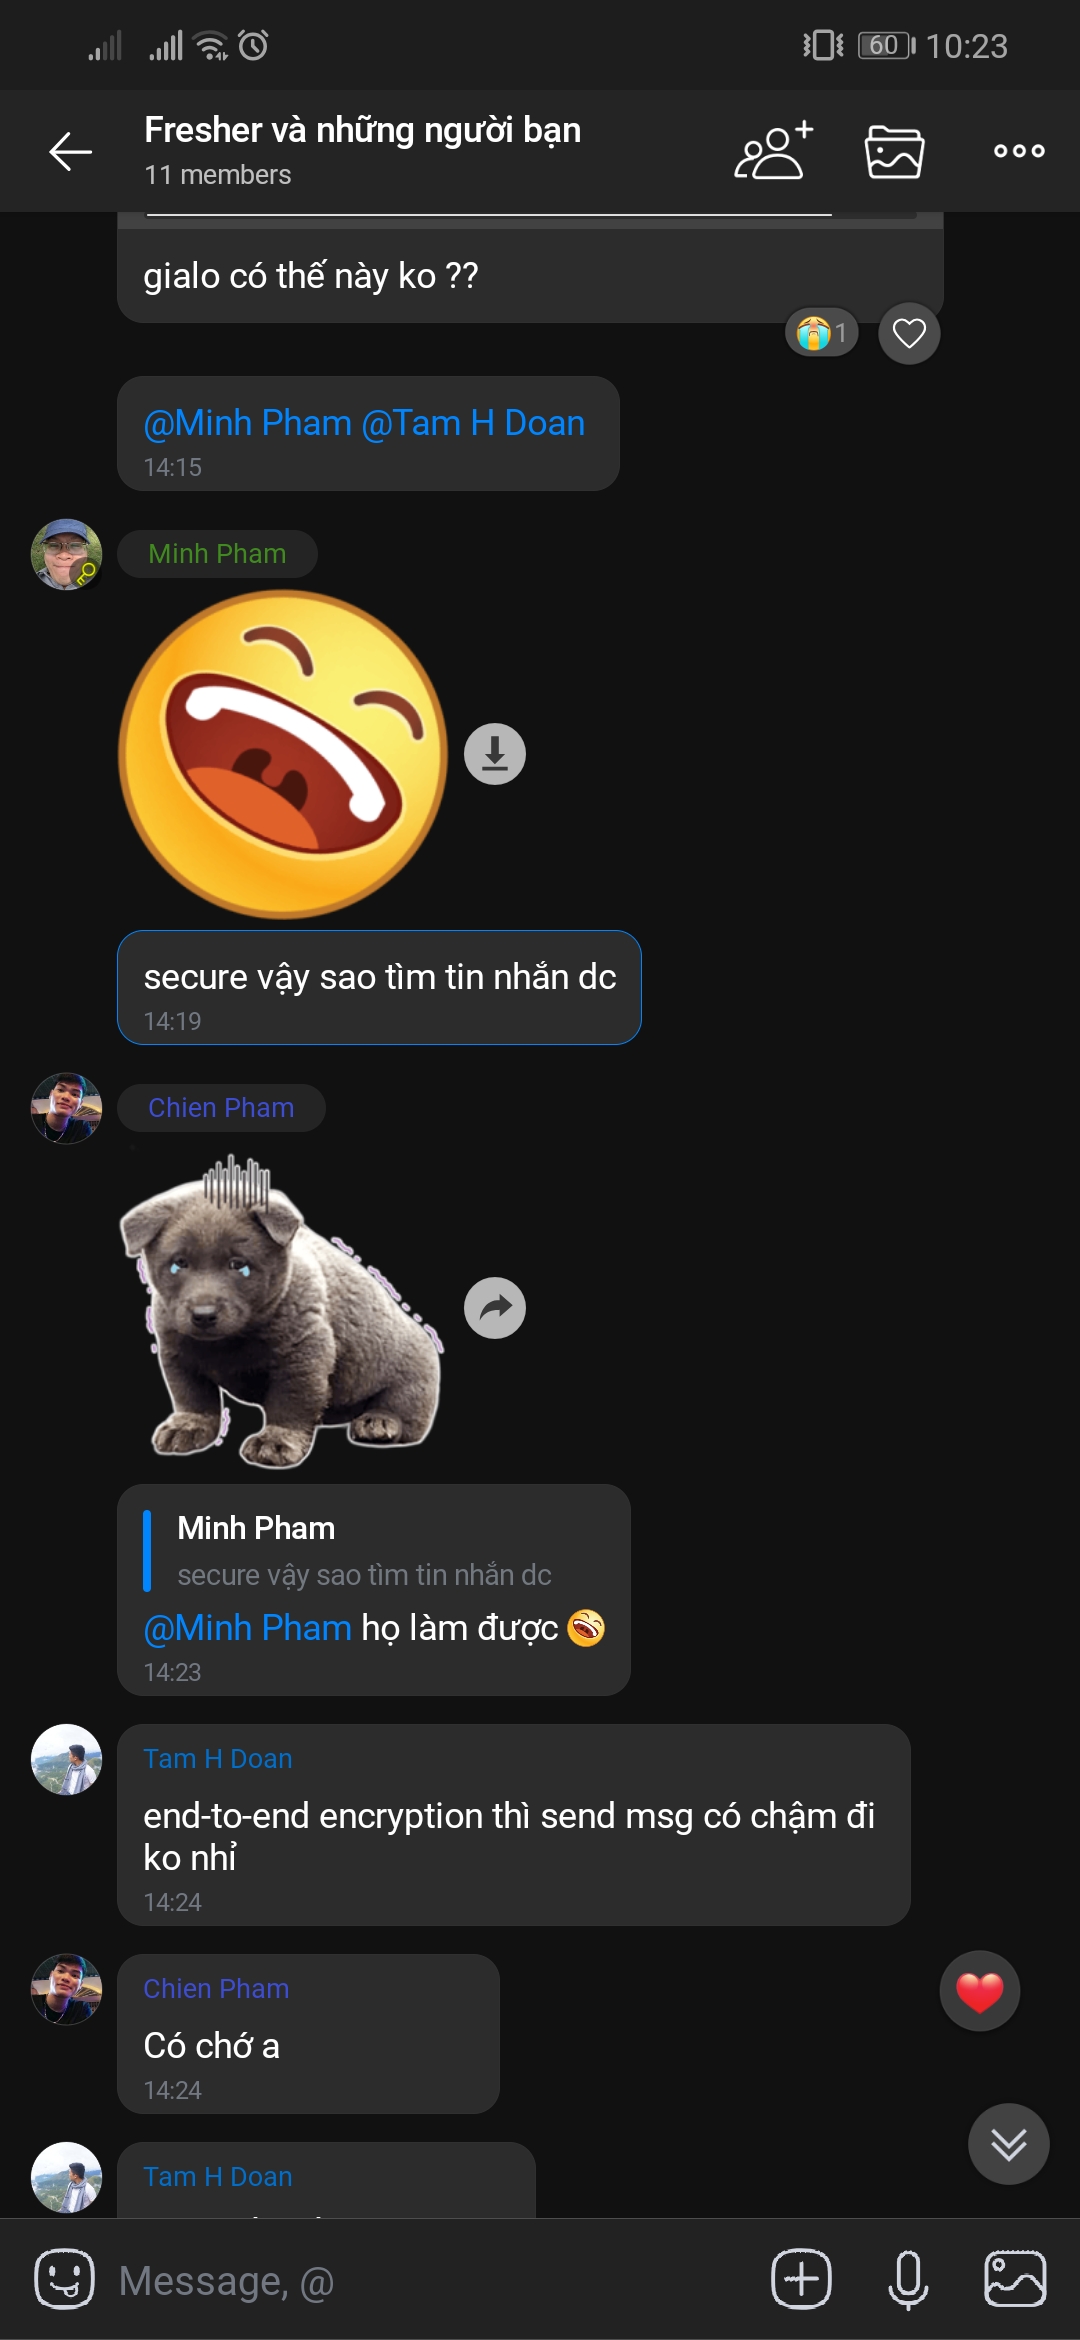 60 10:23
Fresher và những người bạn
11 members
gialo có thế này ko ??
1
@Minh Pham @Tam H Doan
14:15
Minh Pham
secure vậy sao tìm tin nhắn dc
14:19
Chien Pham
Minh Pham
secure vậy sao tìm tin nhắn dc
@Minh Pham họ làm được
14:23
Tam H Doan
end-to-end encryption thì send msg có chậm đi
ko nhỉ
14:24
Chien Pham
Có chớ a
14:24
Tam H Doan
Message, @